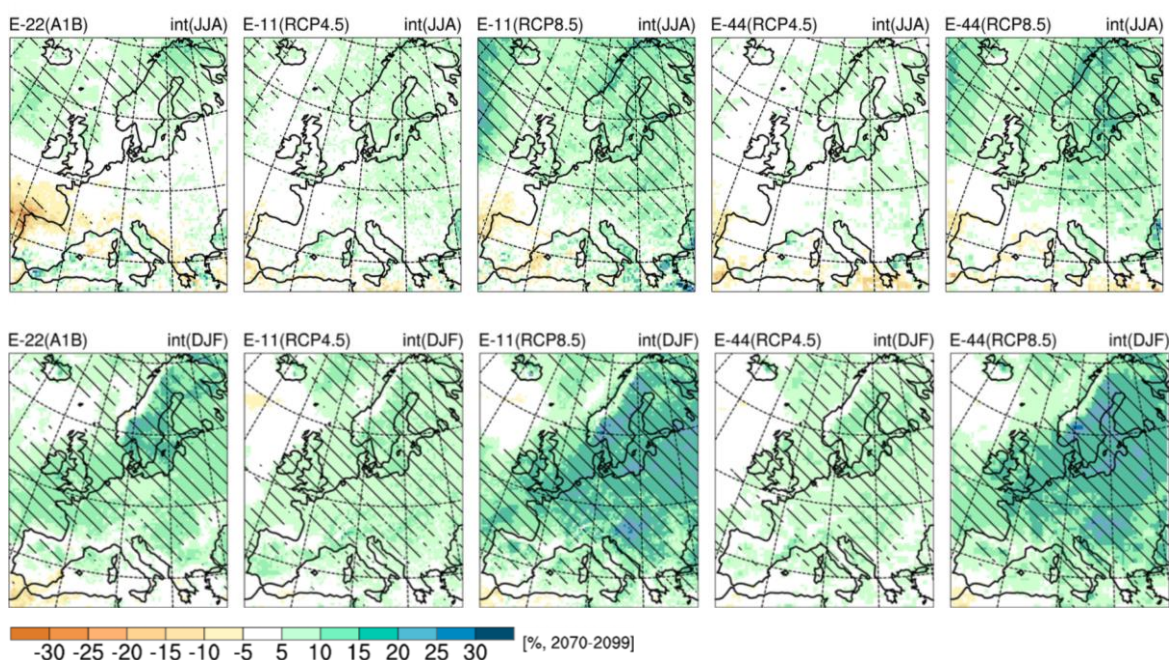 E-22(A1B) int(JJA) E-11(RCP4.5) int(JJA) E-11(RCP8.5) int(JJA) E-44(RCP4.5) int(JJA) E-44(RCP8.5) int(JJA)
E-22(A1B) int(DJF) E-11(RCP4.5) int(DJF) E-11(RCP8.5) int(DJF) E-44(RCP4.5) int(DJF) E-44(RCP8.5) int(DJF)
[%, 2070-2099]
-30 -25 -20 -15 -10 -5 5 10 15 20 25 30